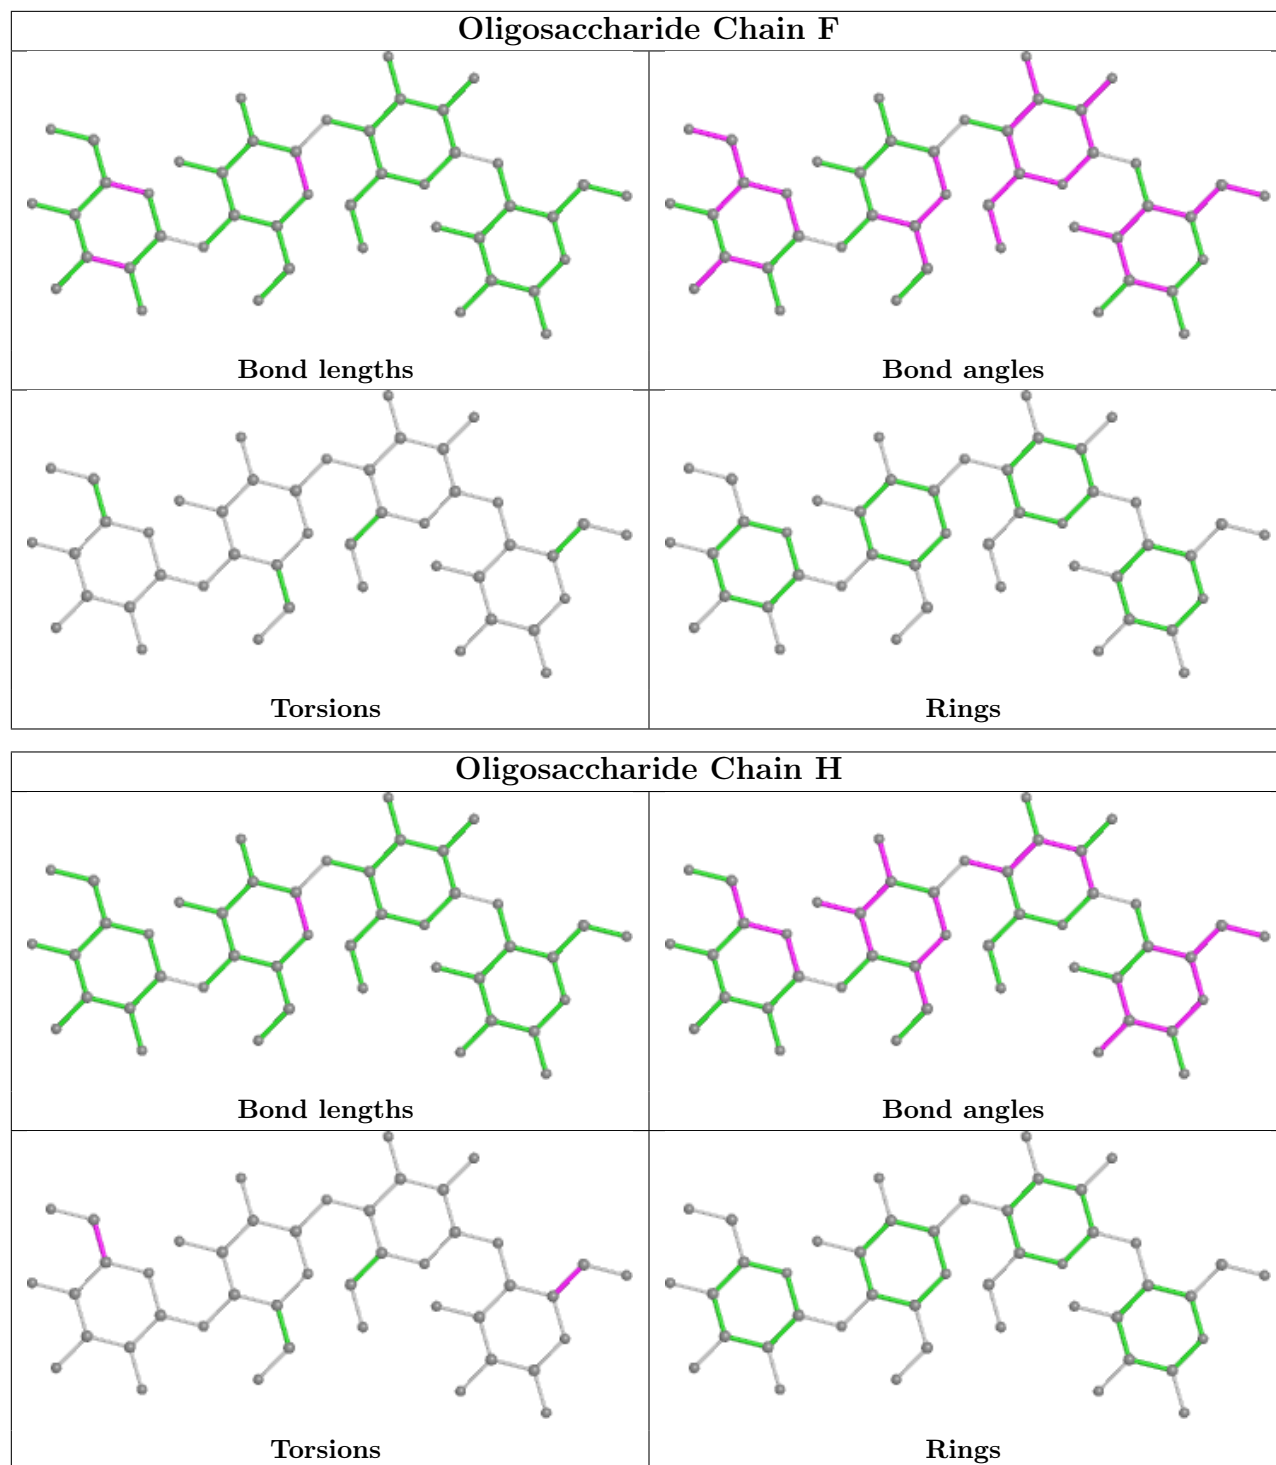 Oligosaccharide Chain F
Bond lengths
Bond angles
Torsions
Rings
Oligosaccharide Chain H
Bond lengths
Bond angles
Torsions
Rings